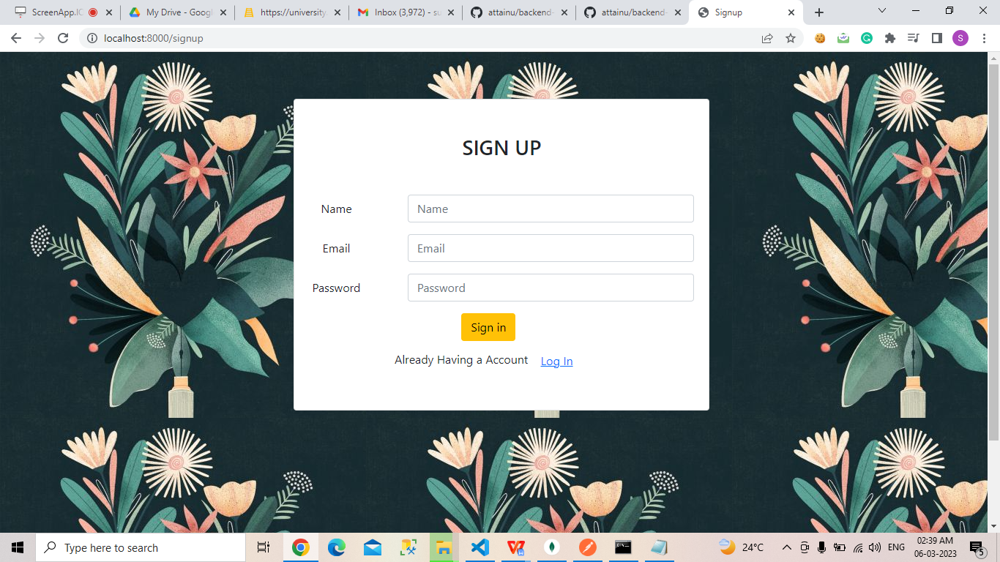 ScreenApp.IO
My Drive - Googl
https://university.
Inbox (3,972) - su
attainu/backend-
attainu/backend-
Signup
localhost:8000/signup
S
SIGN UP
Name
Name
Email
Email
Password
Password
Sign in
Already Having a Account
Log In
Type here to search
24°C
ENG
02:39 AM
06-03-2023
5